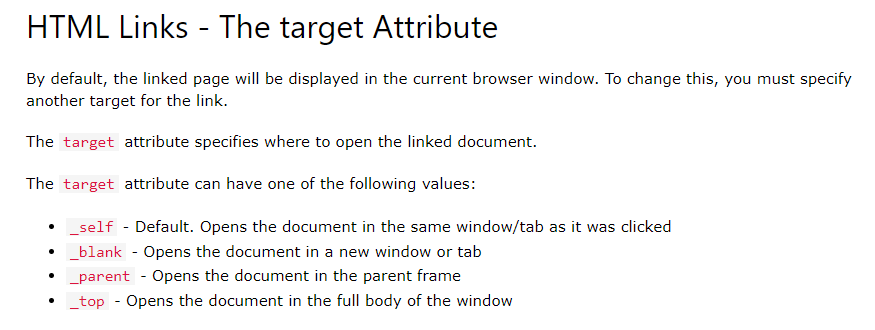 HTML Links - The target Attribute
By default, the linked page will be displayed in the current browser window. To change this, you must specify
another target for the link.
The target attribute specifies where to open the linked document.
The target attribute can have one of the following values:
• _self - Default. Opens the document in the same window/tab as it was clicked
• _blank - Opens the document in a new window or tab
• _parent - Opens the document in the parent frame
• _top - Opens the document in the full body of the window